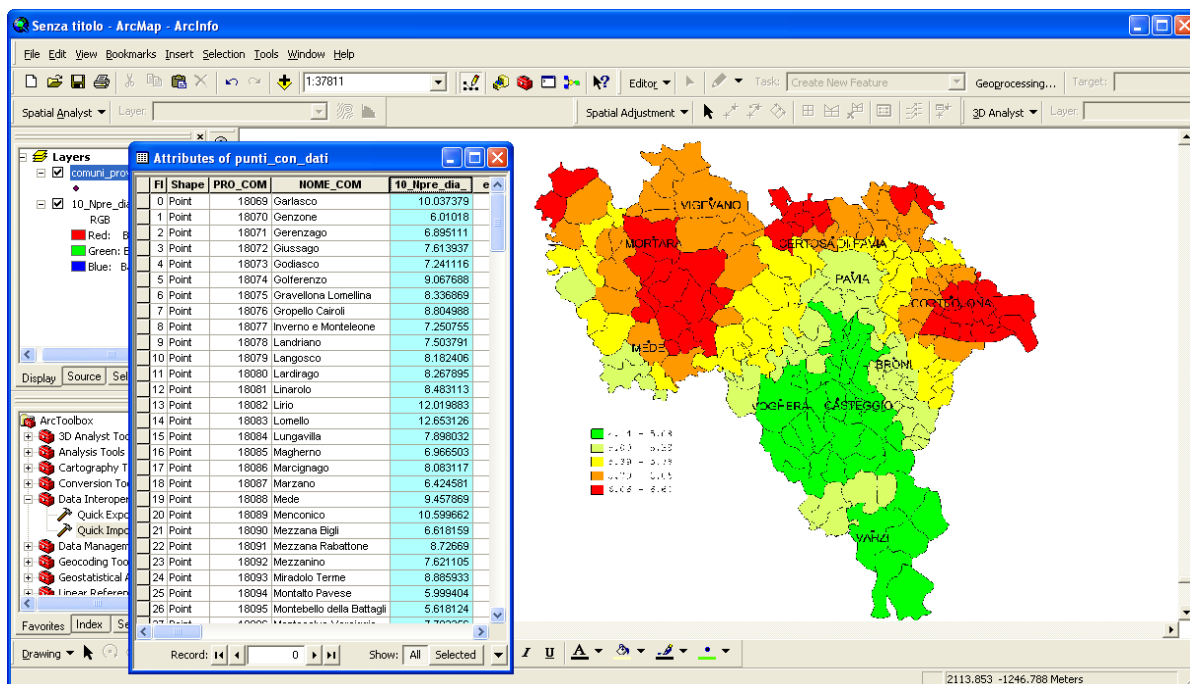 Senza titolo - ArcMap - ArcInfo
File Edit View Bookmarks Insert Selection Tools Window Help
1:37811 Editor Task: Create New Feature Geoprocessing... Target:
Spatial Analyst Layer: Spatial Adjustment 3D Analyst Layer:
Layers
comuni_prov
10_Npre_dia
RGB
Red: B
Green: B
Blue: B
Display Source Sel
ArcToolbox
3D Analyst Too
Analysis Tools
Cartography T
Conversion Too
Data Interoper
Quick Expo
Quick Impo
Data Managem
Geocoding Too
Geostatistical A
Linear Referen
Favorites Index Se
Attributes of punti_con_dati
FI Shape PRO_COM NOME_COM 10_Npre_dia_ e
0 Point 18069 Garlasco 10.037379
1 Point 18070 Genzone 6.01018
2 Point 18071 Gerenzago 6.895111
3 Point 18072 Giussago 7.613937
4 Point 18073 Godiasco 7.241116
5 Point 18074 Golferenzo 9.067688
6 Point 18075 Gravellona Lomellina 8.336869
7 Point 18076 Gropello Cairoli 8.804988
8 Point 18077 Inverno e Monteleone 7.250755
9 Point 18078 Landriano 7.503791
10 Point 18079 Langosco 8.182406
11 Point 18080 Lardirago 8.267895
12 Point 18081 Linarolo 8.483113
13 Point 18082 Lirio 12.019883
14 Point 18083 Lomello 12.653126
15 Point 18084 Lungavilla 7.898032
16 Point 18085 Magherno 6.966503
17 Point 18086 Marcignago 8.083117
18 Point 18087 Marzano 6.424581
19 Point 18088 Mede 9.457869
20 Point 18089 Menconico 10.599662
21 Point 18090 Mezzana Bigli 6.618159
22 Point 18091 Mezzana Rabattone 8.72669
23 Point 18092 Mezzanino 7.621105
24 Point 18093 Miradolo Terme 8.885933
25 Point 18094 Montalto Pavese 5.999404
26 Point 18095 Montebello della Battagli 5.618124
Record: 0 Show: All Selected
VIGEVANO
MORTARA
CERTOSA DI PAVIA
PAVIA
CORTEOLONA
MEDE
BRONI
VOGHERA
CASTEGGIO
VARZI
Drawing I U A
2113.853 -1246.788 Meters